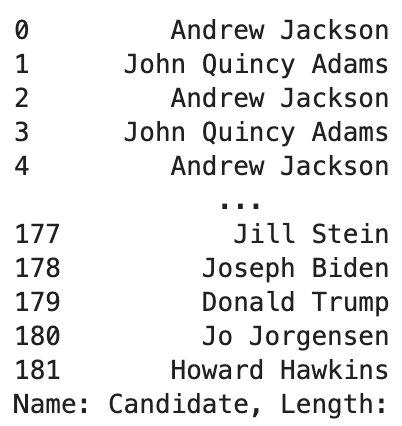 0 Andrew Jackson
1 John Quincy Adams
2 Andrew Jackson
3 John Quincy Adams
4 Andrew Jackson
...
177 Jill Stein
178 Joseph Biden
179 Donald Trump
180 Jo Jorgensen
181 Howard Hawkins
Name: Candidate, Length: